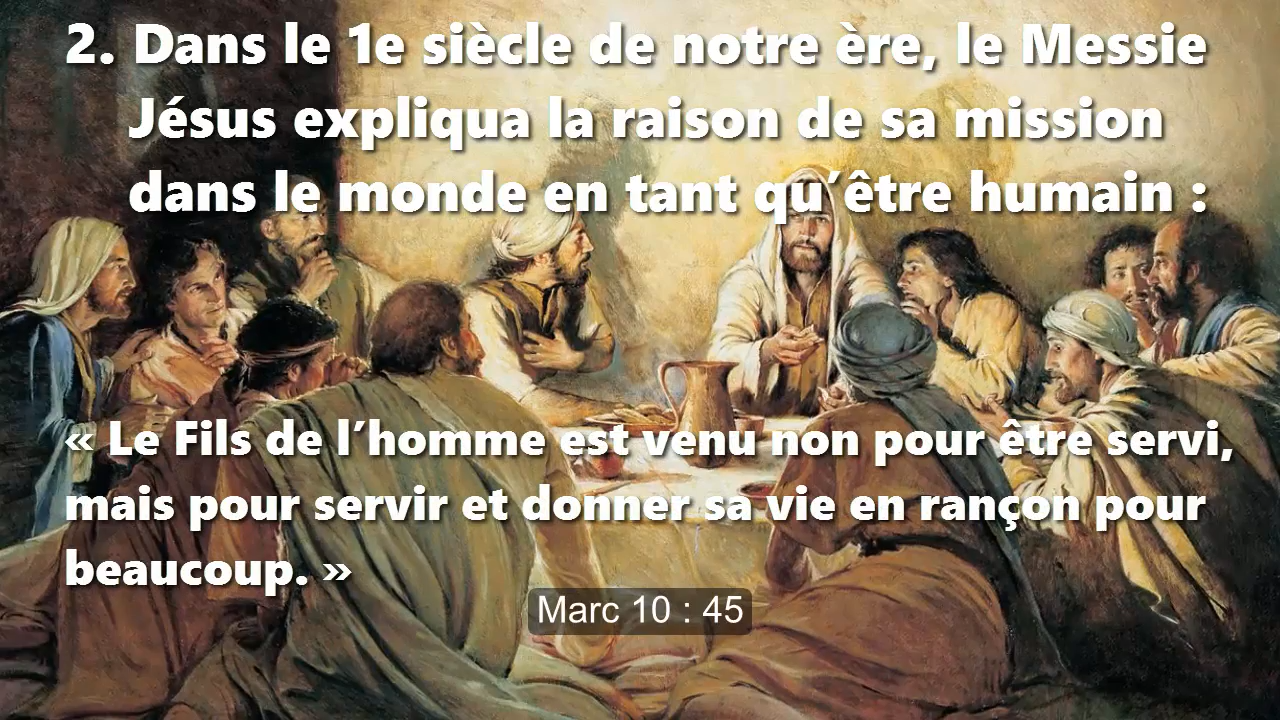 2. Dans le 1e siècle de notre ère, le Messie
Jésus expliqua la raison de sa mission
dans le monde en tant qu’être humain :
« Le Fils de l’homme est venu non pour être servi,
mais pour servir et donner sa vie en rançon pour
beaucoup. »
Marc 10 : 45